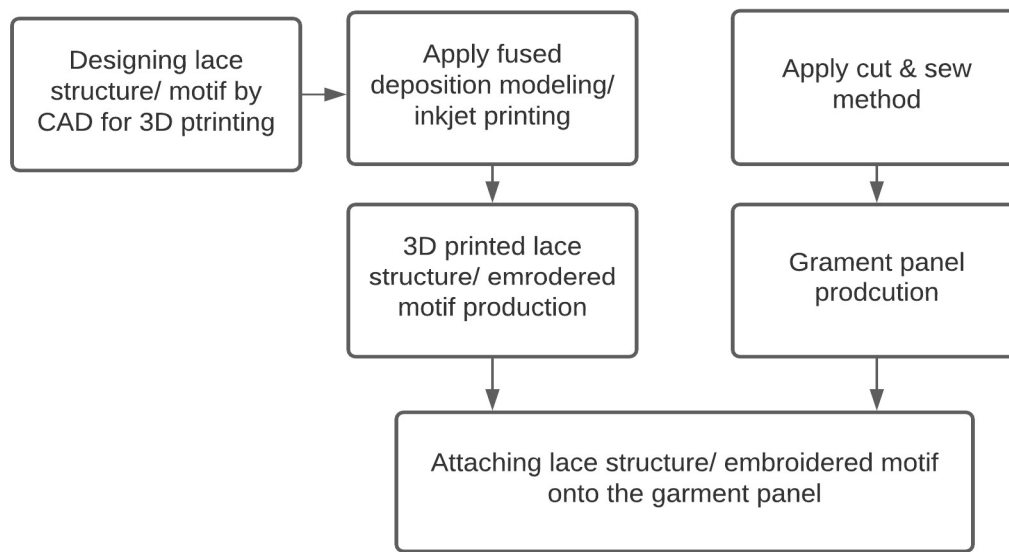 Designing lace
structure/ motif by
CAD for 3D ptrinting
Apply fused
deposition modeling/
inkjet printing
Apply cut & sew
method
3D printed lace
structure/ emrodered
motif production
Grament panel
prodcution
Attaching lace structure/ embroidered motif
onto the garment panel